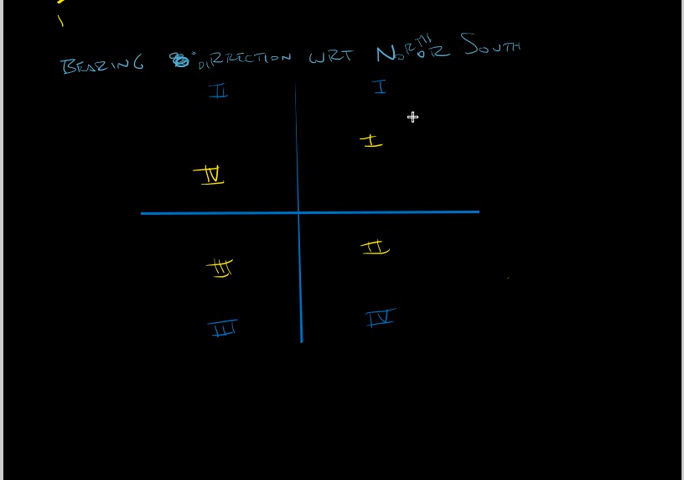 BEARING : DIRECTION WRT NORTH OR SOUTH
II I
I
IV
II
III
III IV